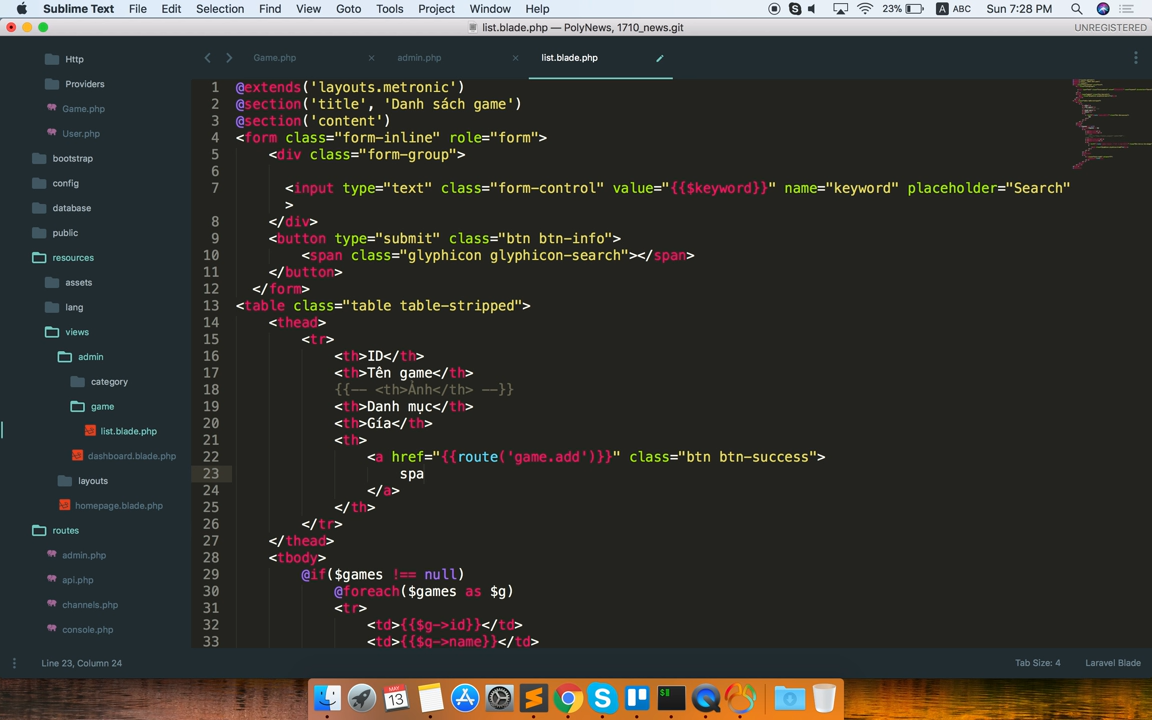 Sublime Text File Edit Selection Find View Goto Tools Project Window Help 23% A ABC Sun 7:28 PM
list.blade.php — PolyNews, 1710_news.git UNREGISTERED
Http
Providers
Game.php
User.php
bootstrap
config
database
public
resources
assets
lang
views
admin
category
game
list.blade.php
dashboard.blade.php
layouts
homepage.blade.php
routes
admin.php
api.php
channels.php
console.php
Game.php admin.php list.blade.php
1 @extends('layouts.metronic')
2 @section('title', 'Danh sách game')
3 @section('content')
4 <form class="form-inline" role="form">
5 <div class="form-group">
6
7 <input type="text" class="form-control" value="{{$keyword}}" name="keyword" placeholder="Search"
>
8 </div>
9 <button type="submit" class="btn btn-info">
10 <span class="glyphicon glyphicon-search"></span>
11 </button>
12 </form>
13 <table class="table table-stripped">
14 <thead>
15 <tr>
16 <th>ID</th>
17 <th>Tên game</th>
18 {{-- <th>Ảnh</th> --}}
19 <th>Danh mục</th>
20 <th>Gía</th>
21 <th>
22 <a href="{{route('game.add')}}" class="btn btn-success">
23 spa
24 </a>
25 </th>
26 </tr>
27 </thead>
28 <tbody>
29 @if($games !== null)
30 @foreach($games as $g)
31 <tr>
32 <td>{{$g->id}}</td>
33 <td>{{$g->name}}</td>
Line 23, Column 24 Tab Size: 4 Laravel Blade
MAY
13